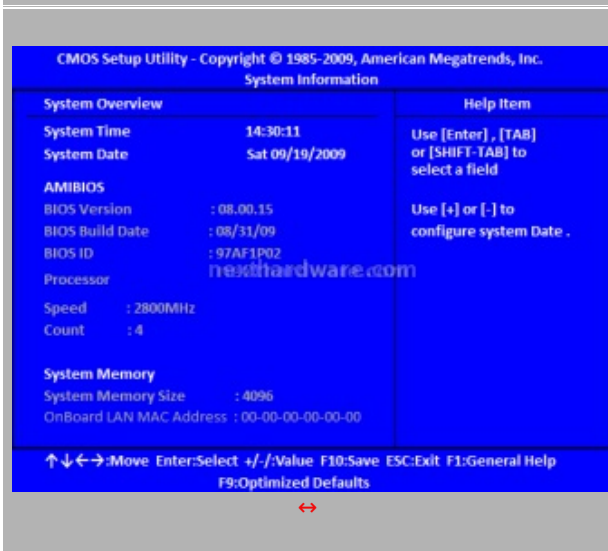 CMOS Setup Utility - Copyright © 1985-2009, American Megatrends, Inc.
System Information
System Overview
System Time 14:30:11
System Date Sat 09/19/2009
AMIBIOS
BIOS Version : 08.00.15
BIOS Build Date : 08/31/09
BIOS ID : 97AF1P02
Processor
Speed : 2800MHz
Count : 4
System Memory
System Memory Size : 4096
OnBoard LAN MAC Address : 00-00-00-00-00-00
Help Item
Use [Enter] , [TAB]
or [SHIFT-TAB] to
select a field
Use [+] or [-] to
configure system Date .
nexthardware.com
↑↓←→:Move Enter:Select +/-/:Value F10:Save ESC:Exit F1:General Help
F9:Optimized Defaults
↔